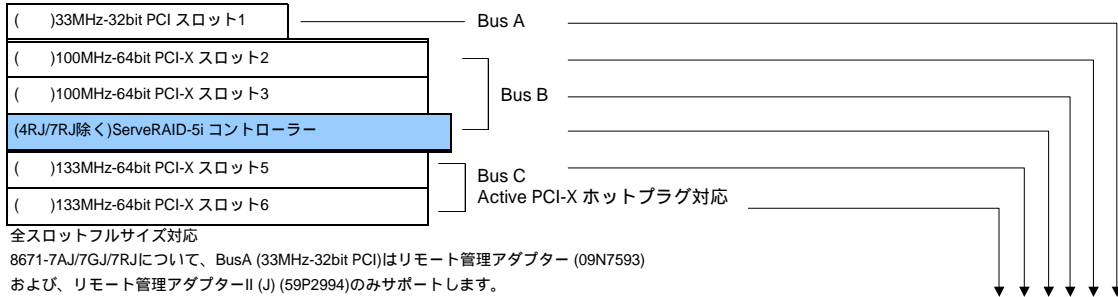 (　　)33MHz-32bit PCI スロット1
Bus A
(　　)100MHz-64bit PCI-X スロット2
(　　)100MHz-64bit PCI-X スロット3
Bus B
(4RJ/7RJ除く)ServeRAID-5i コントローラー
(　　)133MHz-64bit PCI-X スロット5
Bus C
Active PCI-X ホットプラグ対応
(　　)133MHz-64bit PCI-X スロット6
全スロットフルサイズ対応
8671-7AJ/7GJ/7RJについて、BusA (33MHz-32bit PCI)はリモート管理アダプター (09N7593)
および、リモート管理アダプターII (J) (59P2994)のみサポートします。